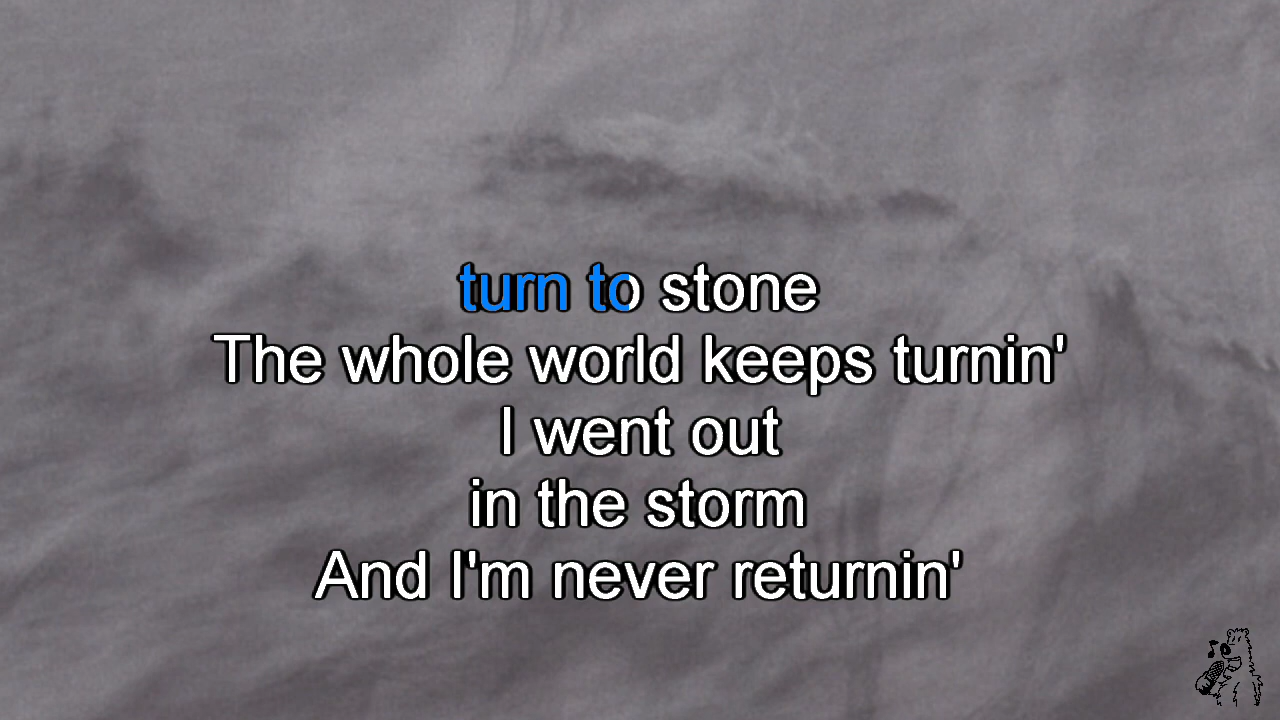 turn to stone
The whole world keeps turnin'
I went out
in the storm
And I'm never returnin'